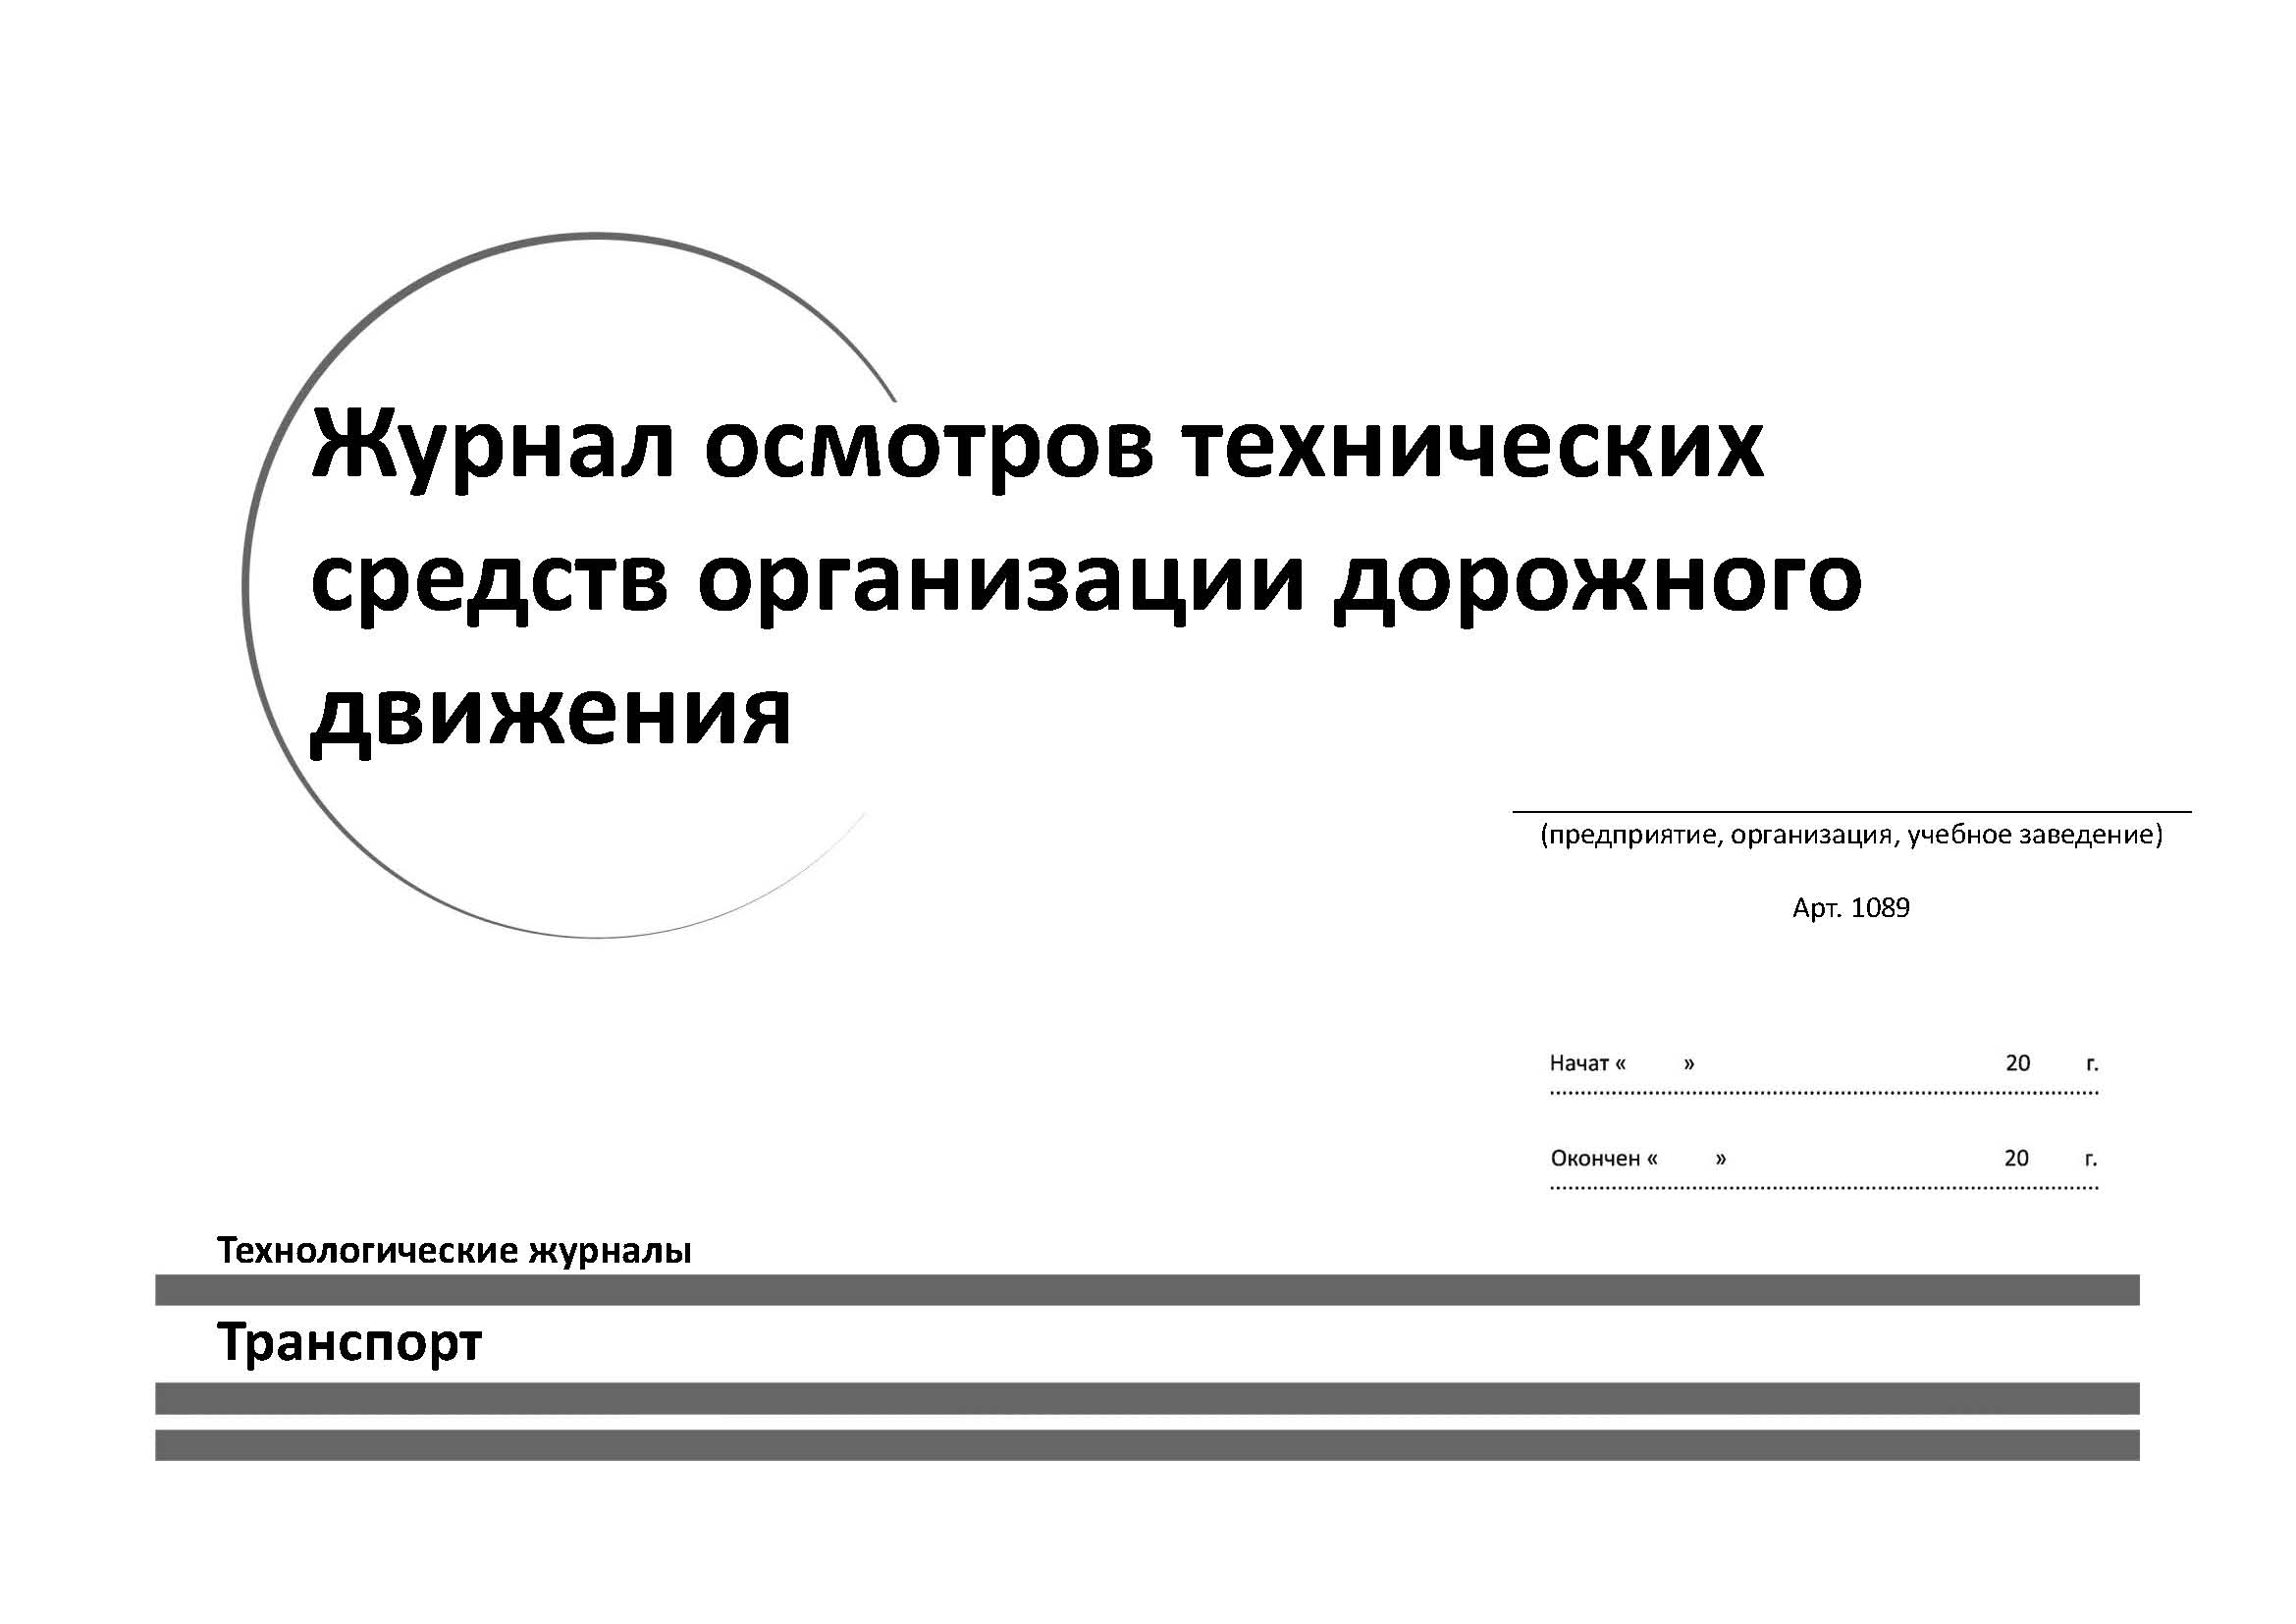 Журнал осмотров технических
средств организации дорожного
движения
(предприятие, организация, учебное заведение)
Арт. 1089
Начат « » 20 г.
Окончен « » 20 г.
Технологические журналы
Транспорт